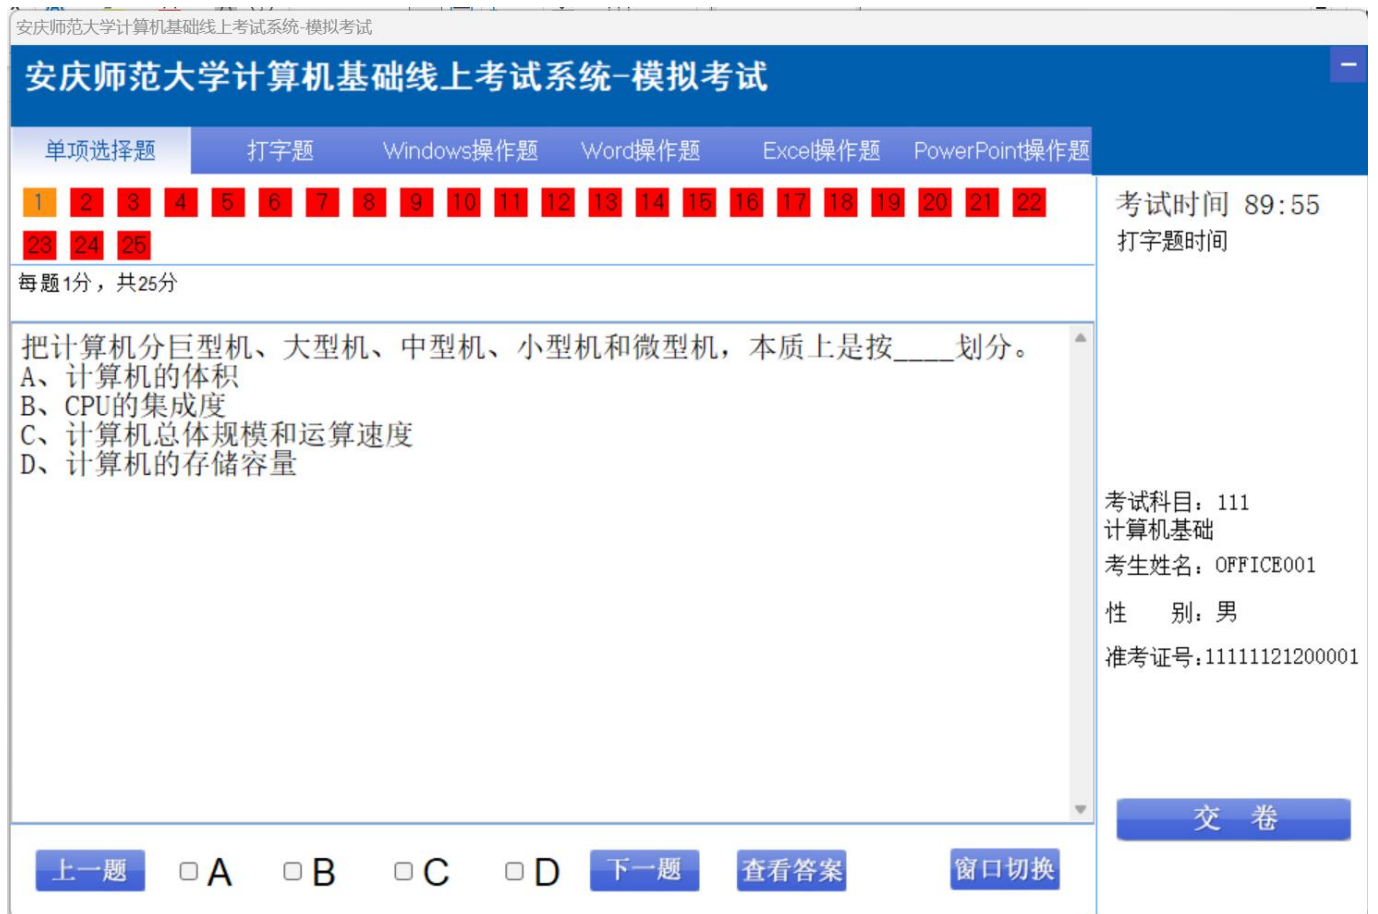 安庆师范大学计算机基础线上考试系统-模拟考试
安庆师范大学计算机基础线上考试系统-模拟考试
单项选择题 打字题 Windows操作题 Word操作题 Excel操作题 PowerPoint操作题
1 2 3 4 5 6 7 8 9 10 11 12 13 14 15 16 17 18 19 20 21 22
23 24 25
每题1分，共25分
把计算机分巨型机、大型机、中型机、小型机和微型机，本质上是按____划分。
A、计算机的体积
B、CPU的集成度
C、计算机总体规模和运算速度
D、计算机的存储容量
上一题 A B C D 下一题 查看答案 窗口切换
考试时间 89:55
打字题时间
考试科目：111
计算机基础
考生姓名：OFFICE001
性 别：男
准考证号:11111121200001
交 卷